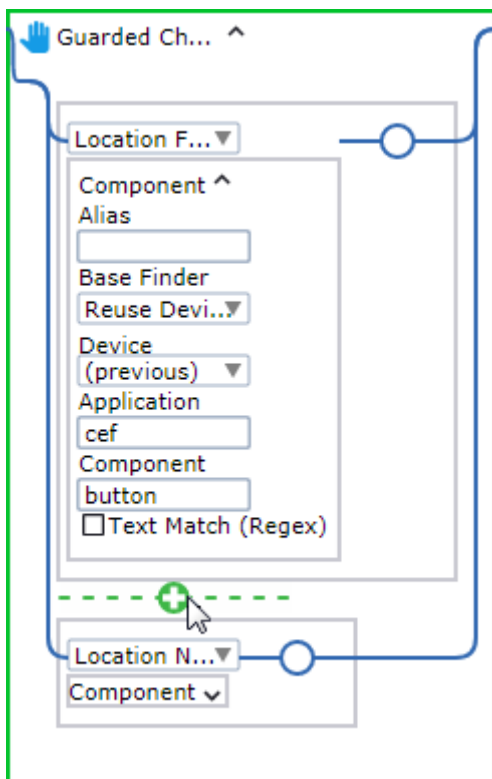 Guarded Ch...
Location F...
Component
Alias
Base Finder
Reuse Devi...
Device
(previous)
Application
cef
Component
button
Text Match (Regex)
Location N...
Component